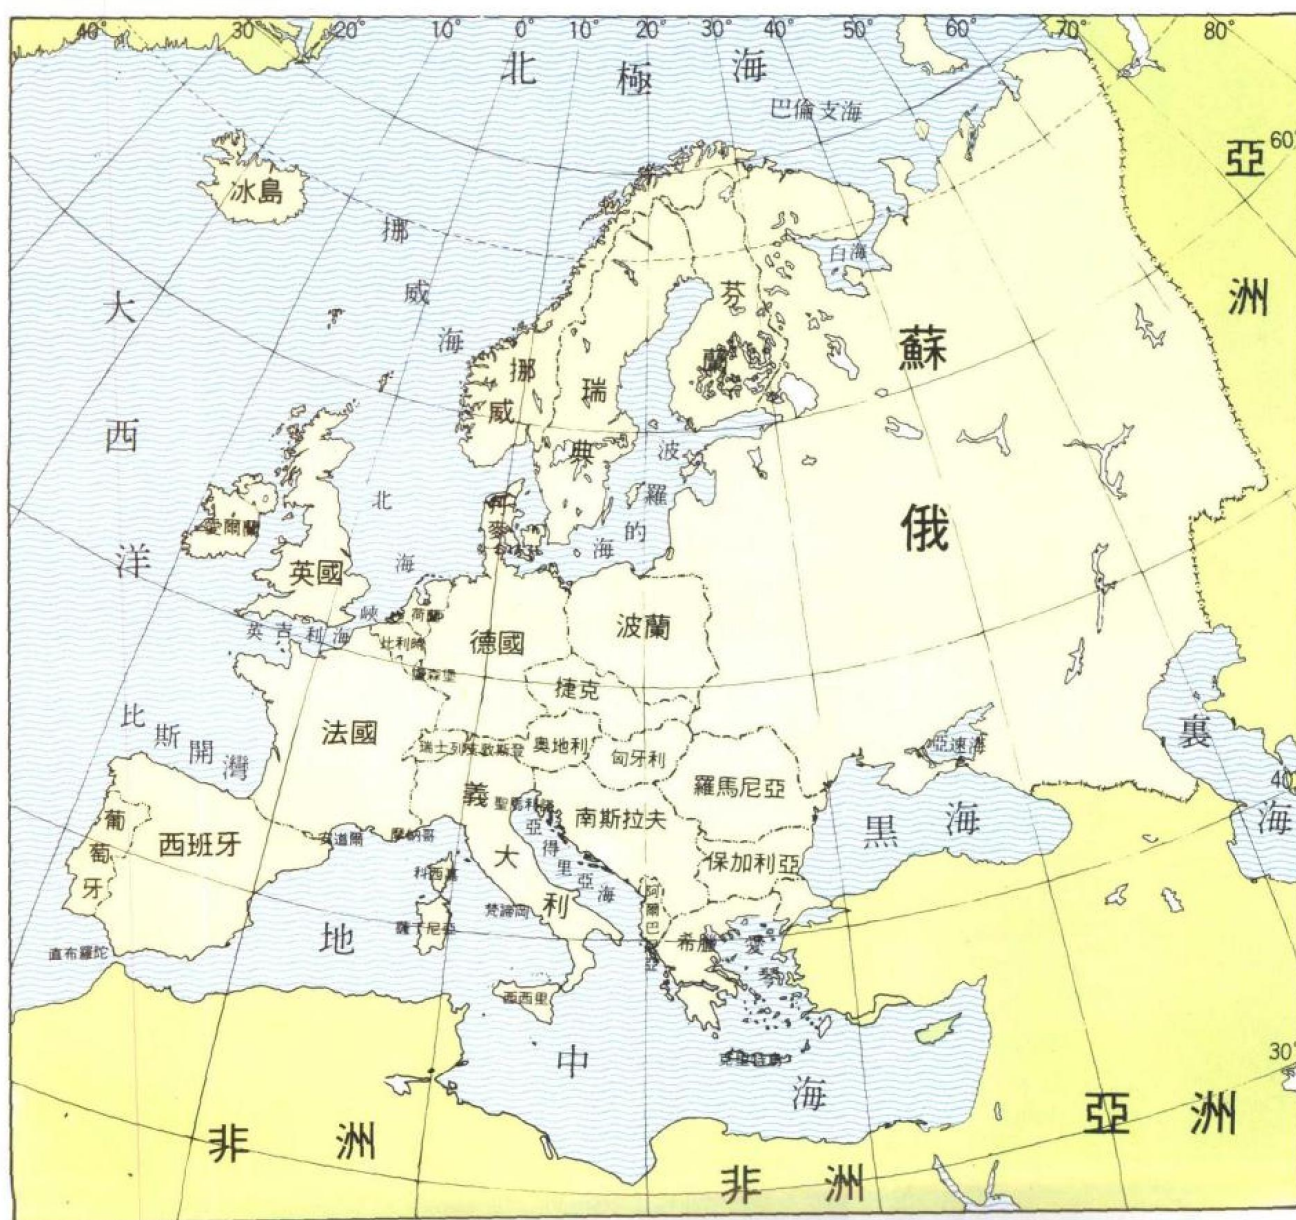 40° 30° 20° 10° 0° 10° 20° 30° 40° 50° 60° 70° 80°
北極海
巴倫支海
亞洲
60°
冰島
挪威海
白海
芬蘭
大西洋
蘇俄
挪威
瑞典
波羅的海
北海
丹麥
愛爾蘭
英國
荷蘭
英吉利海峽
比利時
德國
波蘭
盧森堡
捷克
比斯開灣
法國
瑞士
列支敦斯登
奧地利
匈牙利
亞速海
裏海
羅馬尼亞
40°
義大利
聖馬利諾
南斯拉夫
亞得里亞海
黑海
葡萄牙
西班牙
安道爾
摩納哥
保加利亞
科西嘉
阿爾巴尼亞
梵諦岡
薩丁尼亞
希臘
愛琴
直布羅陀
地中海
西西里
克里特島
30°
非洲
非洲
亞洲